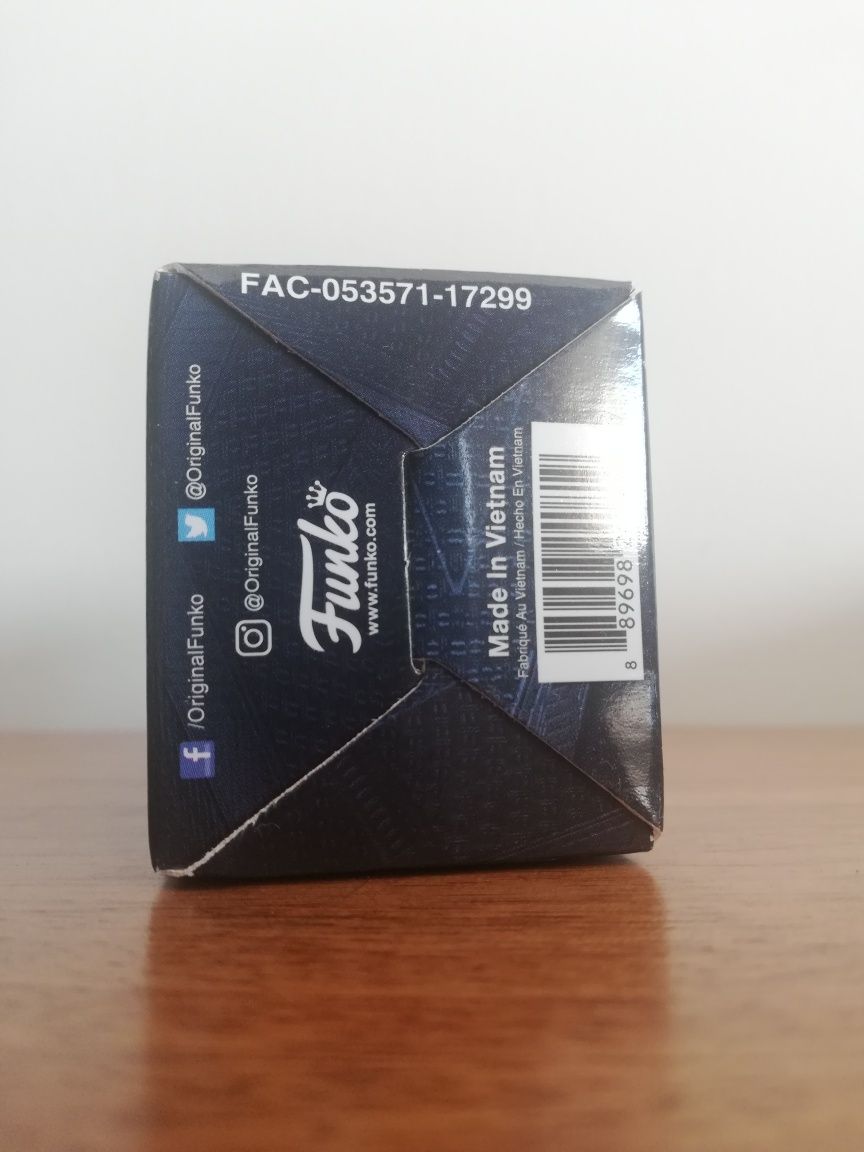 FAC-053571-17299
/OriginalFunko
@OriginalFunko
@OriginalFunko
Funko
www.funko.com
Made In Vietnam
Fabriqué Au Vietnam / Hecho En Vietnam
8 89698